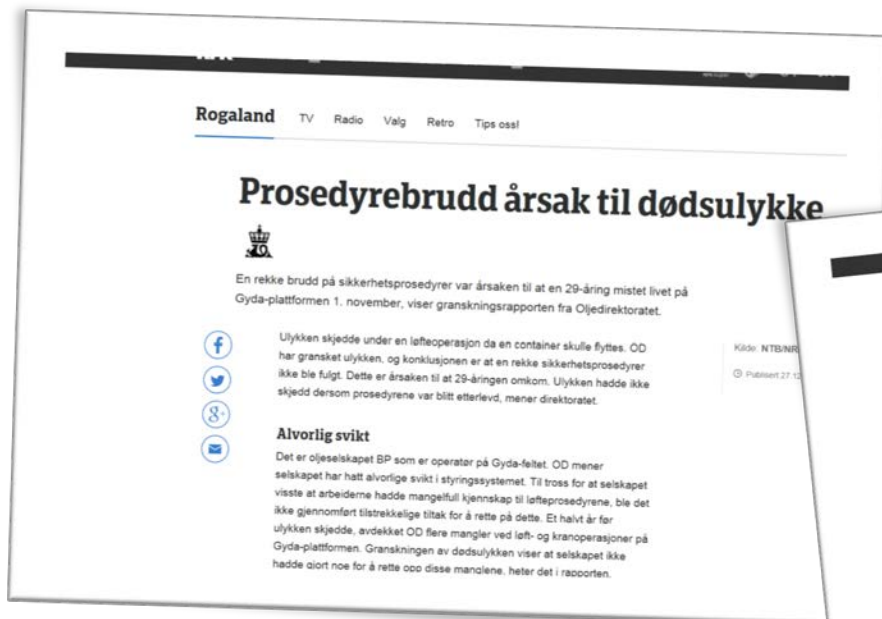 Rogaland TV Radio Valg Retro Tips oss!
Prosedyrebrudd årsak til dødsulykke
En rekke brudd på sikkerhetsprosedyrer var årsaken til at en 29-åring mistet livet på
Gyda-plattformen 1. november, viser granskningsrapporten fra Oljedirektoratet.
Ulykken skjedde under en løfteoperasjon da en container skulle flyttes. OD
har gransket ulykken, og konklusjonen er at en rekke sikkerhetsprosedyrer
ikke ble fulgt. Dette er årsaken til at 29-åringen omkom. Ulykken hadde ikke
skjedd dersom prosedyrene var blitt etterlevd, mener direktoratet.
Kilde: NTB/NR
Publisert 27.12
Alvorlig svikt
Det er oljeselskapet BP som er operatør på Gyda-feltet. OD mener
selskapet har hatt alvorlige svikt i styringssystemet. Til tross for at selskapet
visste at arbeiderne hadde mangelfull kjennskap til løfteprosedyrene, ble det
ikke gjennomført tilstrekkelige tiltak for å rette på dette. Et halvt år før
ulykken skjedde, avdekket OD flere mangler ved løft- og kranoperasjoner på
Gyda-plattformen. Granskningen av dødsulykken viser at selskapet ikke
hadde gjort noe for å rette opp disse manglene, heter det i rapporten.